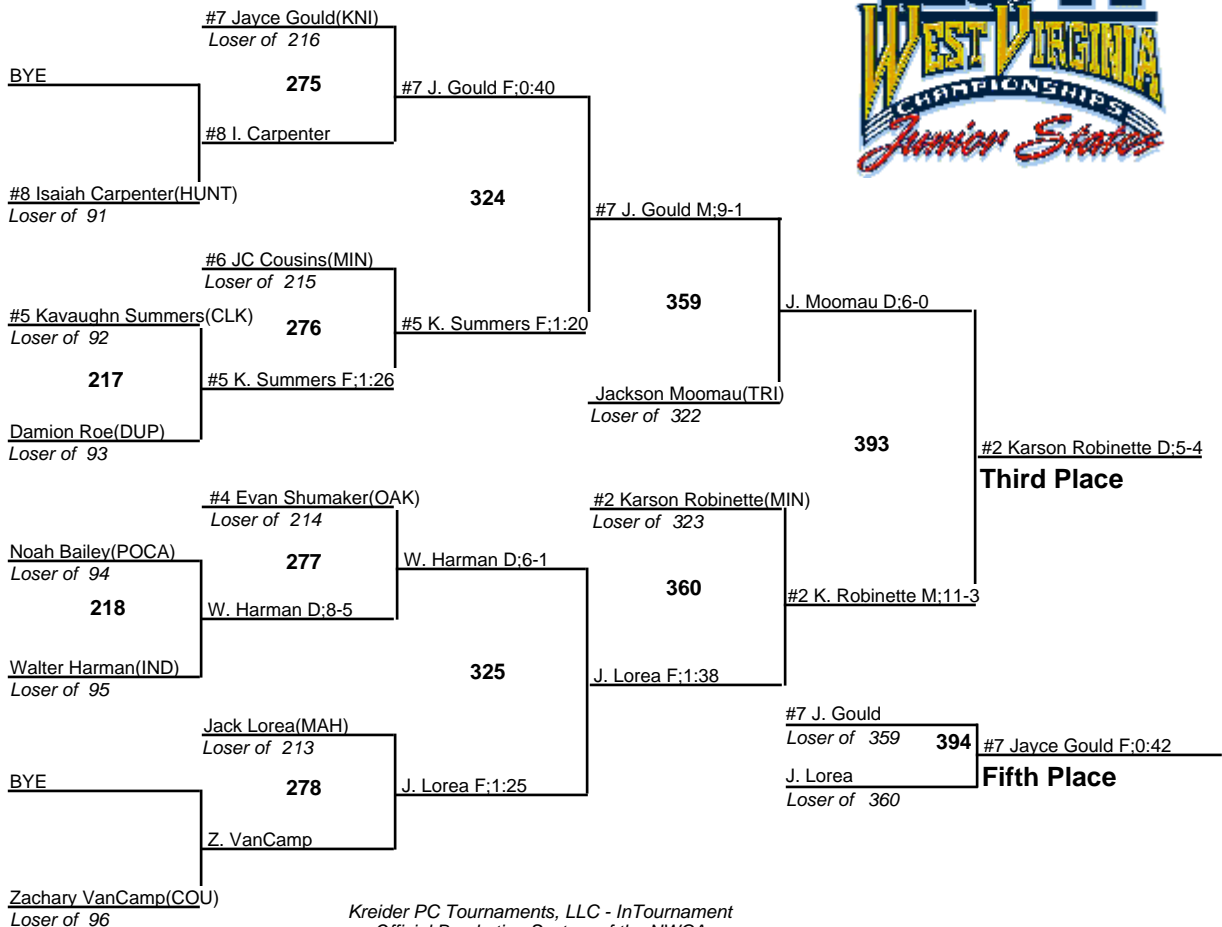 #7 Jayce Gould(KNI)
Loser of 216
WEST VIRGINIA
CHAMPIONSHIPS
Junior States
BYE
275
#7 J. Gould F;0:40
#8 I. Carpenter
#8 Isaiah Carpenter(HUNT)
Loser of 91
324
#7 J. Gould M;9-1
#6 JC Cousins(MIN)
Loser of 215
#5 Kavaughn Summers(CLK)
Loser of 92
276
#5 K. Summers F;1:20
359
J. Moomau D;6-0
217
#5 K. Summers F;1:26
Jackson Moomau(TRI)
Loser of 322
Damion Roe(DUP)
Loser of 93
393
#2 Karson Robinette D;5-4
Third Place
#4 Evan Shumaker(OAK)
Loser of 214
#2 Karson Robinette(MIN)
Loser of 323
Noah Bailey(POCA)
Loser of 94
277
W. Harman D;6-1
218
W. Harman D;8-5
360
#2 K. Robinette M;11-3
Walter Harman(IND)
Loser of 95
325
J. Lorea F;1:38
Jack Lorea(MAH)
Loser of 213
#7 J. Gould
Loser of 359
394
#7 Jayce Gould F;0:42
Fifth Place
BYE
278
J. Lorea F;1:25
J. Lorea
Loser of 360
Z. VanCamp
Zachary VanCamp(COU)
Loser of 96
Kreider PC Tournaments, LLC - InTournament